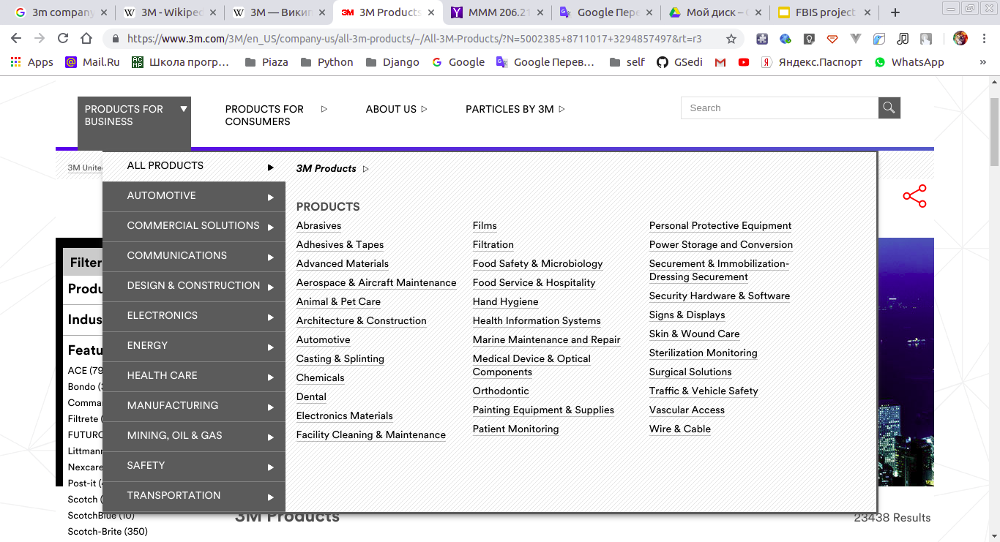 3m company
3M - Wikiped
3M — Викип
3M Products
MMM 206.21
Google Пере
Мой диск – G
FBIS project
https://www.3m.com/3M/en_US/company-us/all-3m-products/~/All-3M-Products/?N=5002385+8711017+3294857497&rt=r3
Apps
Mail.Ru
Школа прогр…
Piaza
Python
Django
Google
Google Перев…
self
GSedi
Яндекс.Паспорт
WhatsApp
PRODUCTS FOR
BUSINESS
PRODUCTS FOR
CONSUMERS
ABOUT US
PARTICLES BY 3M
Search
3M Unite
ALL PRODUCTS
AUTOMOTIVE
COMMERCIAL SOLUTIONS
COMMUNICATIONS
DESIGN & CONSTRUCTION
ELECTRONICS
ENERGY
HEALTH CARE
MANUFACTURING
MINING, OIL & GAS
SAFETY
TRANSPORTATION
3M Products
PRODUCTS
Abrasives
Adhesives & Tapes
Advanced Materials
Aerospace & Aircraft Maintenance
Animal & Pet Care
Architecture & Construction
Automotive
Casting & Splinting
Chemicals
Dental
Electronics Materials
Facility Cleaning & Maintenance
Films
Filtration
Food Safety & Microbiology
Food Service & Hospitality
Hand Hygiene
Health Information Systems
Marine Maintenance and Repair
Medical Device & Optical
Components
Orthodontic
Painting Equipment & Supplies
Patient Monitoring
Personal Protective Equipment
Power Storage and Conversion
Securement & Immobilization-
Dressing Securement
Security Hardware & Software
Signs & Displays
Skin & Wound Care
Sterilization Monitoring
Surgical Solutions
Traffic & Vehicle Safety
Vascular Access
Wire & Cable
Filter
Produ
Indus
Featu
ACE (79
Bondo (3
Comma
Filtrete (
FUTURO
Littmann
Nexcare
Post-it (
Scotch (
ScotchBlue (10)
Scotch-Brite (350)
3M Products
23438 Results